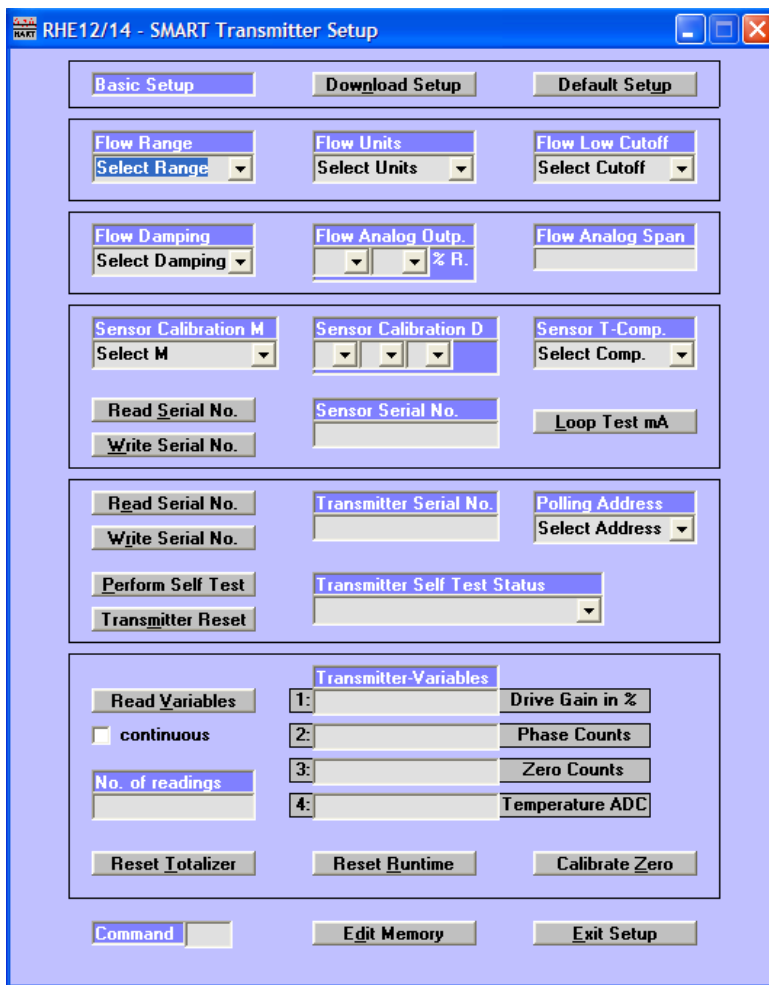 HART
RHE12/14 - SMART Transmitter Setup
Basic Setup
Download Setup
Default Setup
Flow Range
Flow Units
Flow Low Cutoff
Select Range
Select Units
Select Cutoff
Flow Damping
Flow Analog Outp.
Flow Analog Span
Select Damping
% R.
Sensor Calibration M
Sensor Calibration D
Sensor T-Comp.
Select M
Select Comp.
Read Serial No.
Sensor Serial No.
Loop Test mA
Write Serial No.
Read Serial No.
Transmitter Serial No.
Polling Address
Select Address
Write Serial No.
Perform Self Test
Transmitter Self Test Status
Transmitter Reset
Transmitter-Variables
Read Variables
1:
Drive Gain in %
continuous
2:
Phase Counts
3:
Zero Counts
No. of readings
4:
Temperature ADC
Reset Totalizer
Reset Runtime
Calibrate Zero
Command
Edit Memory
Exit Setup